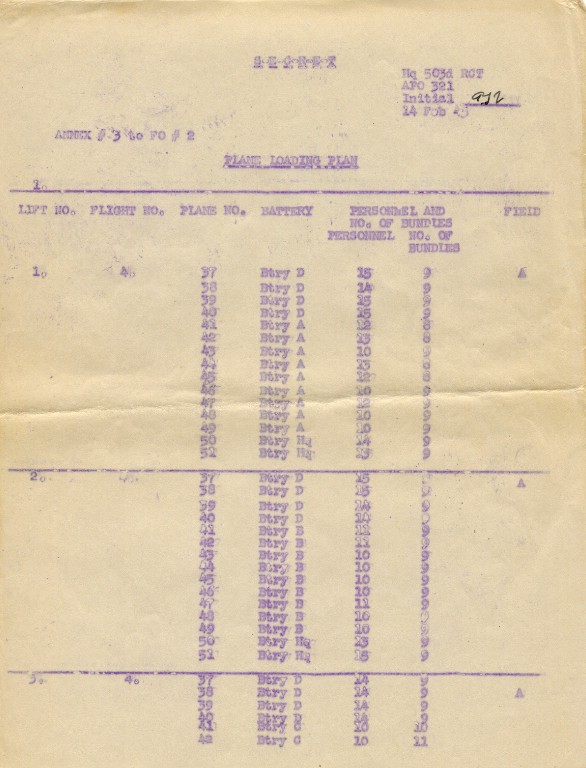 SECRET
Hq 503d RCT
APO 321
Initial
14 Feb 45
ANNEX # 3 to FO # 2
PLANE LOADING PLAN
1.
LIFT NO. FLIGHT NO. PLANE NO. BATTERY PERSONNEL AND FIELD
NO. OF BUNDLES
PERSONNEL NO. OF
BUNDLES
1. 4. 37 Btry D 15 9 A
38 Btry D 14 9
39 Btry D 15 9
40 Btry D 15 9
41 Btry A 12 8
42 Btry A 13 8
43 Btry A 10 9
44 Btry A 13 8
45 Btry A 12 8
46 Btry A 10 9
47 Btry A 12 9
48 Btry A 10 9
49 Btry A 10 9
50 Btry Hq 14 9
51 Btry Hq 15 9
2. 4. 37 Btry D 15 9
38 Btry D 15 9 A
39 Btry D 14 9
40 Btry D 14 9
41 Btry B 11 9
42 Btry B 11 9
43 Btry B 10 9
44 Btry B 10 9
45 Btry B 10 9
46 Btry B 10 9
47 Btry B 11 9
48 Btry B 10 9
49 Btry B 10 9
50 Btry Hq 13 9
51 Btry Hq 15 9
3. 4. 37 Btry D 14 9
38 Btry D 14 9 A
39 Btry D 14 9
40 Btry D 14 9
41 Btry C 10 10
42 Btry C 10 11